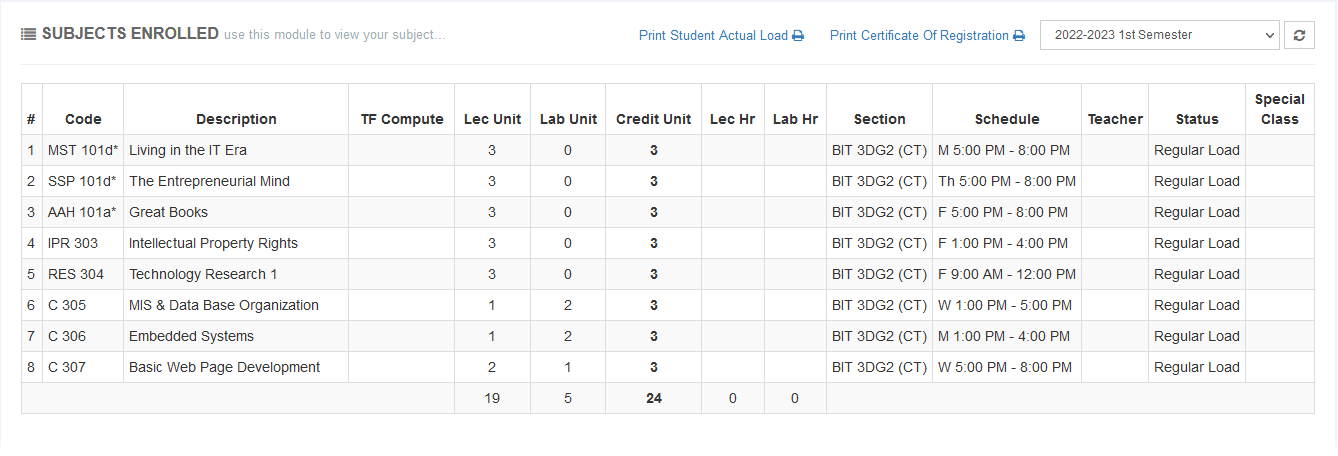 SUBJECTS ENROLLED use this module to view your subject... Print Student Actual Load Print Certificate Of Registration 2022-2023 1st Semester
# Code Description TF Compute Lec Unit Lab Unit Credit Unit Lec Hr Lab Hr Section Schedule Teacher Status Special Class
1 MST 101d* Living in the IT Era 3 0 3 BIT 3DG2 (CT) M 5:00 PM - 8:00 PM Regular Load
2 SSP 101d* The Entrepreneurial Mind 3 0 3 BIT 3DG2 (CT) Th 5:00 PM - 8:00 PM Regular Load
3 AAH 101a* Great Books 3 0 3 BIT 3DG2 (CT) F 5:00 PM - 8:00 PM Regular Load
4 IPR 303 Intellectual Property Rights 3 0 3 BIT 3DG2 (CT) F 1:00 PM - 4:00 PM Regular Load
5 RES 304 Technology Research 1 3 0 3 BIT 3DG2 (CT) F 9:00 AM - 12:00 PM Regular Load
6 C 305 MIS & Data Base Organization 1 2 3 BIT 3DG2 (CT) W 1:00 PM - 5:00 PM Regular Load
7 C 306 Embedded Systems 1 2 3 BIT 3DG2 (CT) M 1:00 PM - 4:00 PM Regular Load
8 C 307 Basic Web Page Development 2 1 3 BIT 3DG2 (CT) W 5:00 PM - 8:00 PM Regular Load
19 5 24 0 0